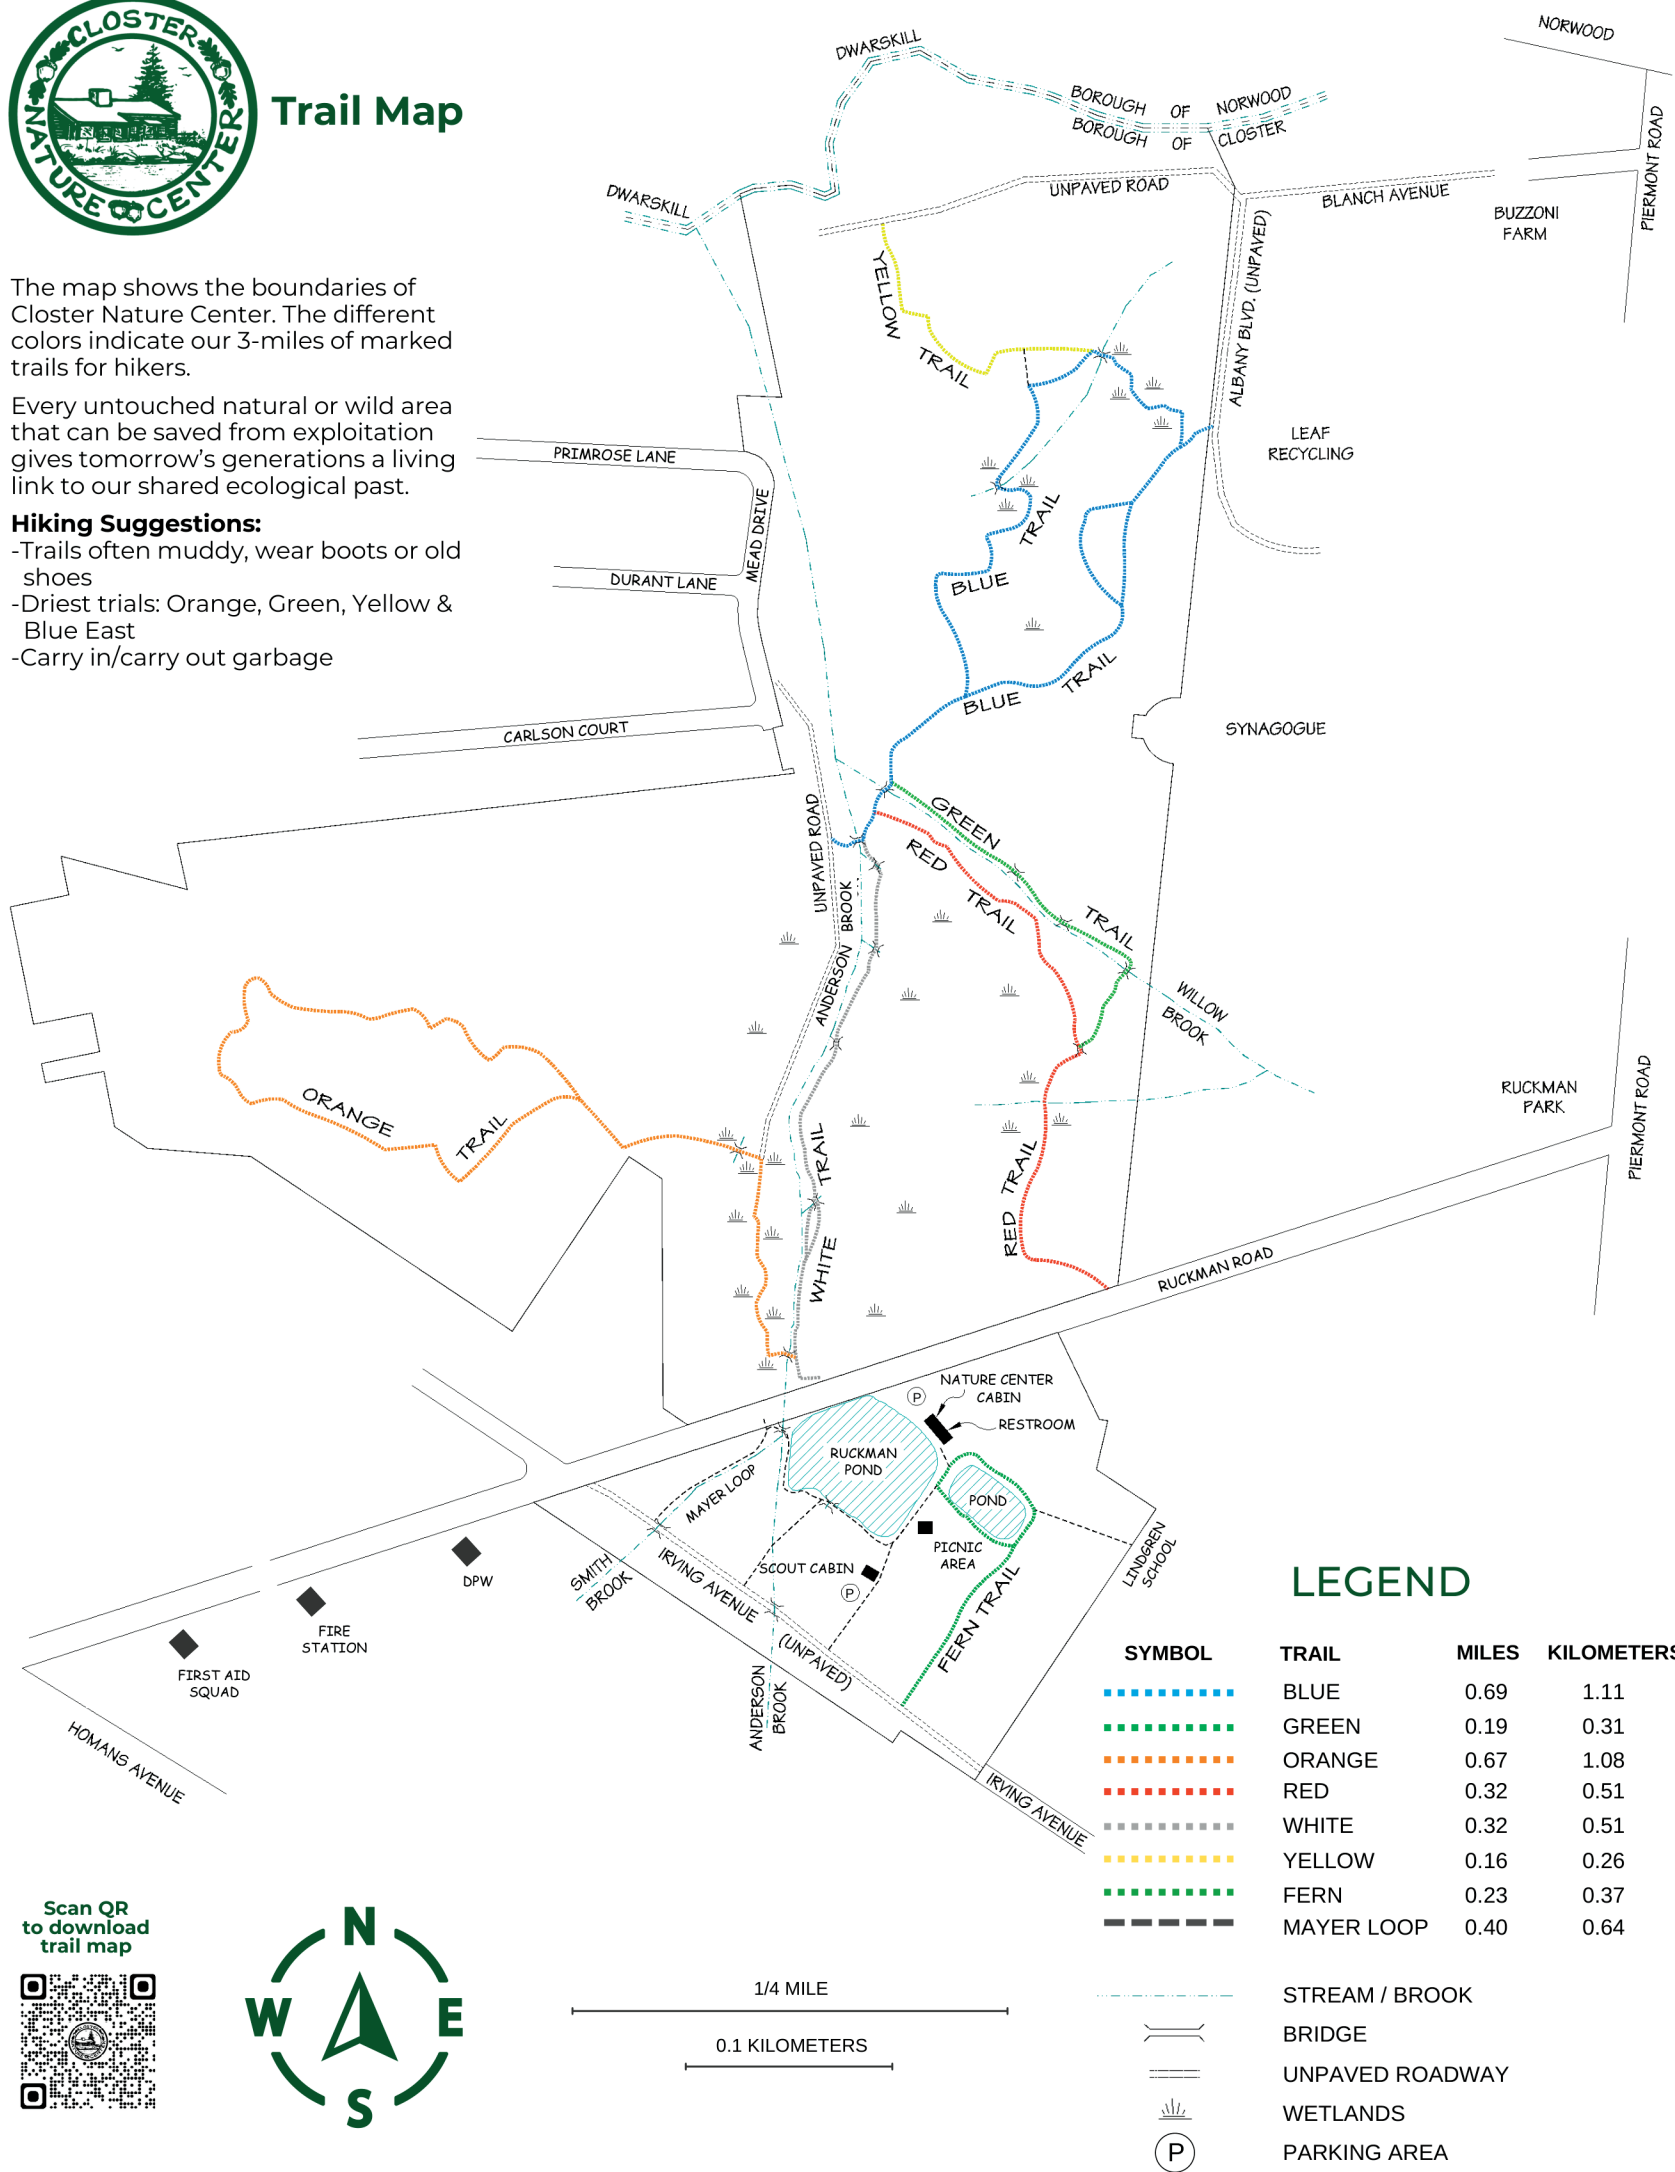 CLOSTER
NATURE CENTER
Trail Map
The map shows the boundaries of
Closter Nature Center. The different
colors indicate our 3-miles of marked
trails for hikers.
Every untouched natural or wild area
that can be saved from exploitation
gives tomorrow's generations a living
link to our shared ecological past.
Hiking Suggestions:
-Trails often muddy, wear boots or old
shoes
-Driest trials: Orange, Green, Yellow &
Blue East
-Carry in/carry out garbage
NORWOOD
DWARSKILL
BOROUGH OF NORWOOD
BOROUGH OF CLOSTER
PIERMONT ROAD
DWARSKILL
UNPAVED ROAD
BLANCH AVENUE
BUZZONI
FARM
ALBANY BLVD. (UNPAVED)
YELLOW
TRAIL
LEAF
RECYCLING
PRIMROSE LANE
MEAD DRIVE
DURANT LANE
TRAIL
BLUE
TRAIL
BLUE
CARLSON COURT
SYNAGOGUE
UNPAVED ROAD
GREEN
TRAIL
RED
TRAIL
ANDERSON BROOK
WILLOW
BROOK
RUCKMAN
PARK
PIERMONT ROAD
ORANGE
TRAIL
WHITE TRAIL
RED TRAIL
RUCKMAN ROAD
P
NATURE CENTER
CABIN
RESTROOM
RUCKMAN
POND
MAYER LOOP
POND
PICNIC
AREA
LINDGREN
SCHOOL
SCOUT CABIN
P
SMITH
BROOK
IRVING AVENUE
(UNPAVED)
FERN TRAIL
DPW
FIRE
STATION
FIRST AID
SQUAD
ANDERSON
BROOK
HOMANS AVENUE
IRVING AVENUE
LEGEND
SYMBOL TRAIL MILES KILOMETERS
BLUE 0.69 1.11
GREEN 0.19 0.31
ORANGE 0.67 1.08
RED 0.32 0.51
WHITE 0.32 0.51
YELLOW 0.16 0.26
FERN 0.23 0.37
MAYER LOOP 0.40 0.64
STREAM / BROOK
BRIDGE
UNPAVED ROADWAY
WETLANDS
P PARKING AREA
Scan QR
to download
trail map
N
W E
S
1/4 MILE
0.1 KILOMETERS